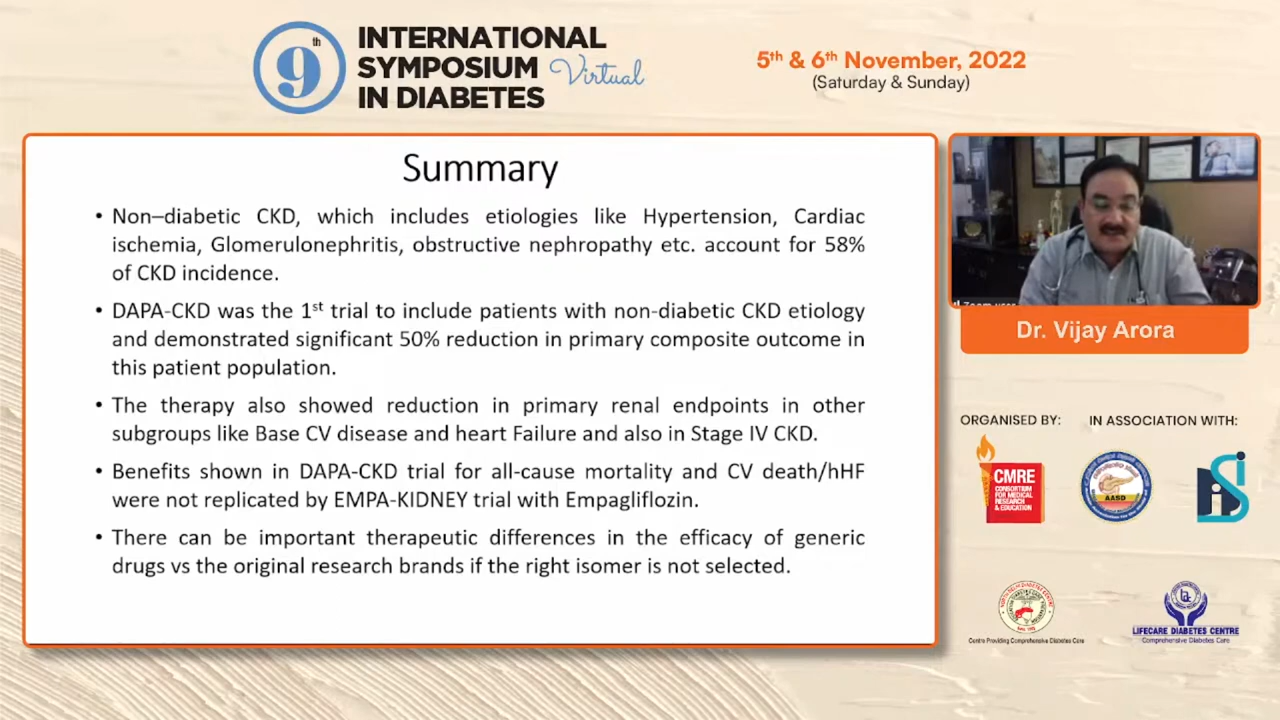 9th
INTERNATIONAL
SYMPOSIUM Virtual
IN DIABETES
5th & 6th November, 2022
(Saturday & Sunday)
Summary
• Non–diabetic CKD, which includes etiologies like Hypertension, Cardiac
ischemia, Glomerulonephritis, obstructive nephropathy etc. account for 58%
of CKD incidence.
• DAPA-CKD was the 1st trial to include patients with non-diabetic CKD etiology
and demonstrated significant 50% reduction in primary composite outcome in
this patient population.
• The therapy also showed reduction in primary renal endpoints in other
subgroups like Base CV disease and heart Failure and also in Stage IV CKD.
• Benefits shown in DAPA-CKD trial for all-cause mortality and CV death/hHF
were not replicated by EMPA-KIDNEY trial with Empagliflozin.
• There can be important therapeutic differences in the efficacy of generic
drugs vs the original research brands if the right isomer is not selected.
Zoom user
Dr. Vijay Arora
ORGANISED BY:
IN ASSOCIATION WITH:
CMRE
CONSORTIUM
FOR MEDICAL
RESEARCH
& EDUCATION
AASD
Centre Providing Comprehensive Diabetes Care
LIFECARE DIABETES CENTRE
Comprehensive Diabetes Care